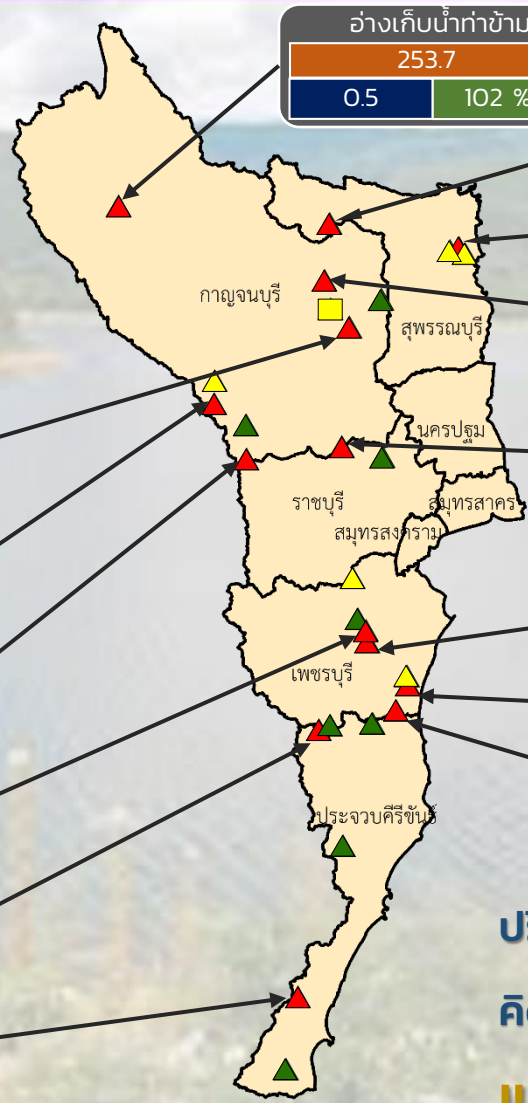 อ่างเก็บน้ำท่าข้าม
253.7
0.5 102 %
กาญจนบุรี
สุพรรณบุรี
นครปฐม
ราชบุรี
สมุทรสาคร
สมุทรสงคราม
เพชรบุรี
ประจวบคีรีขันธ์